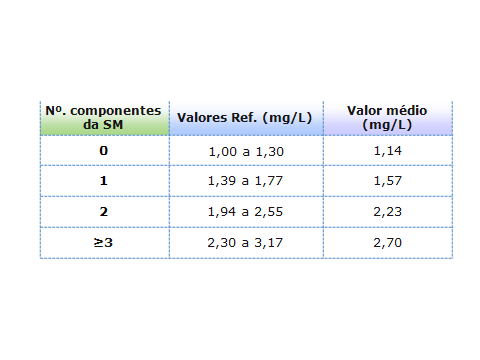 Nº. componentes da SM Valores Ref. (mg/L) Valor médio (mg/L)
0 1,00 a 1,30 1,14
1 1,39 a 1,77 1,57
2 1,94 a 2,55 2,23
≥3 2,30 a 3,17 2,70